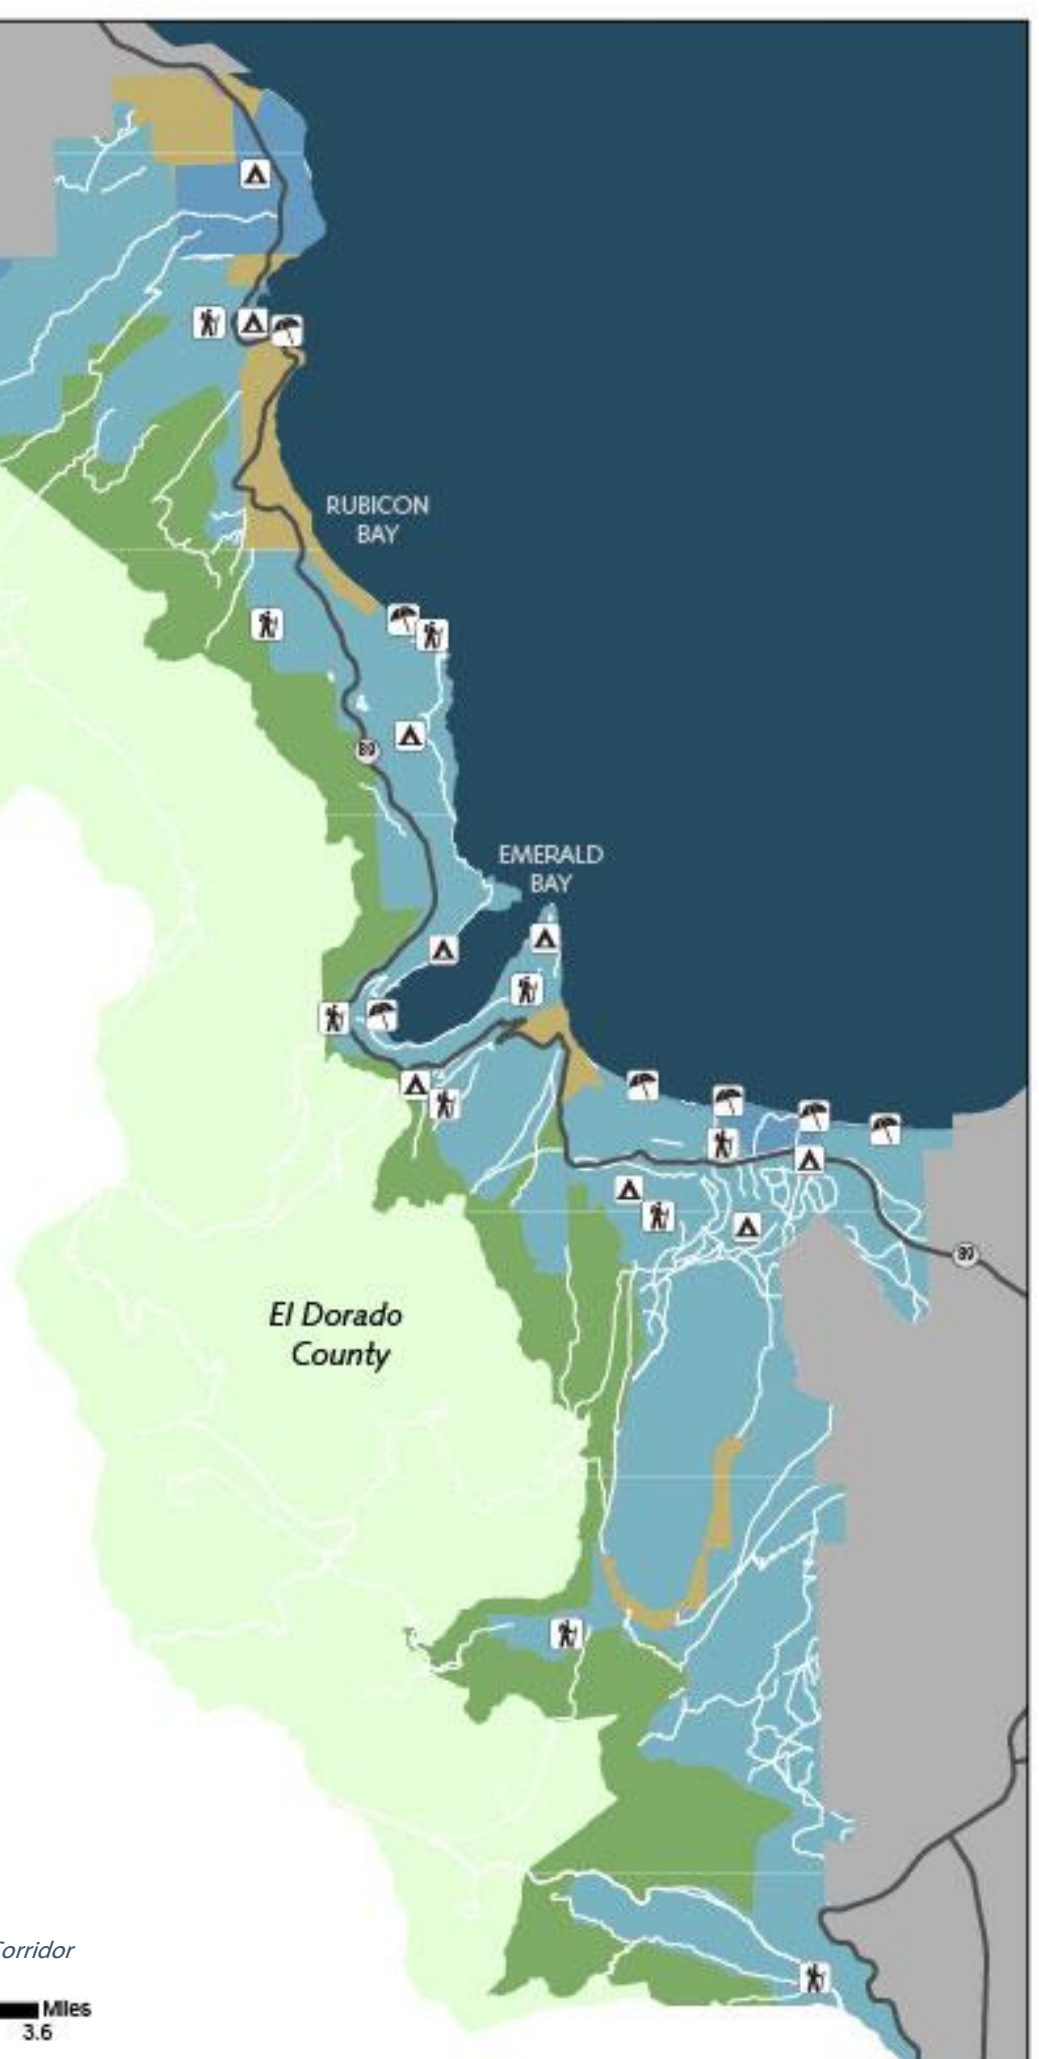 RUBICON
BAY
89
EMERALD
BAY
89
El Dorado
County
Corridor
Miles
3.6